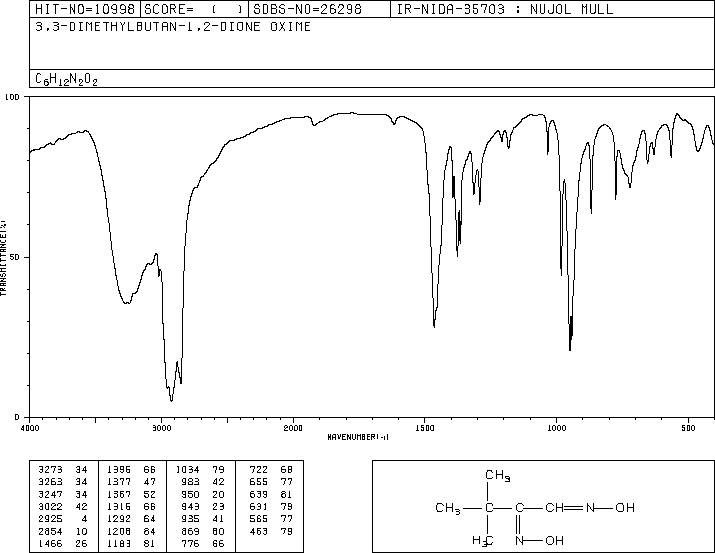 HIT-NO=10998 SCORE= ( ) SDBS-NO=26298 IR-NIDA-35703 : NUJOL MULL
3,3-DIMETHYLBUTAN-1,2-DIONE OXIME
C6H12N2O2
100
50
0
TRANSMITTANCE(%)
4000 3000 2000 1500 1000 500
WAVENUMBER(-1)
3273 34 1396 66 1034 79 722 68
3263 34 1377 47 983 42 655 77
3247 34 1367 52 950 20 639 81
3022 42 1316 66 943 23 631 79
2925 4 1292 64 935 41 565 77
2854 10 1208 84 869 60 463 79
1466 26 1183 81 776 66
CH3
CH3 C C CH N OH
H3C N OH